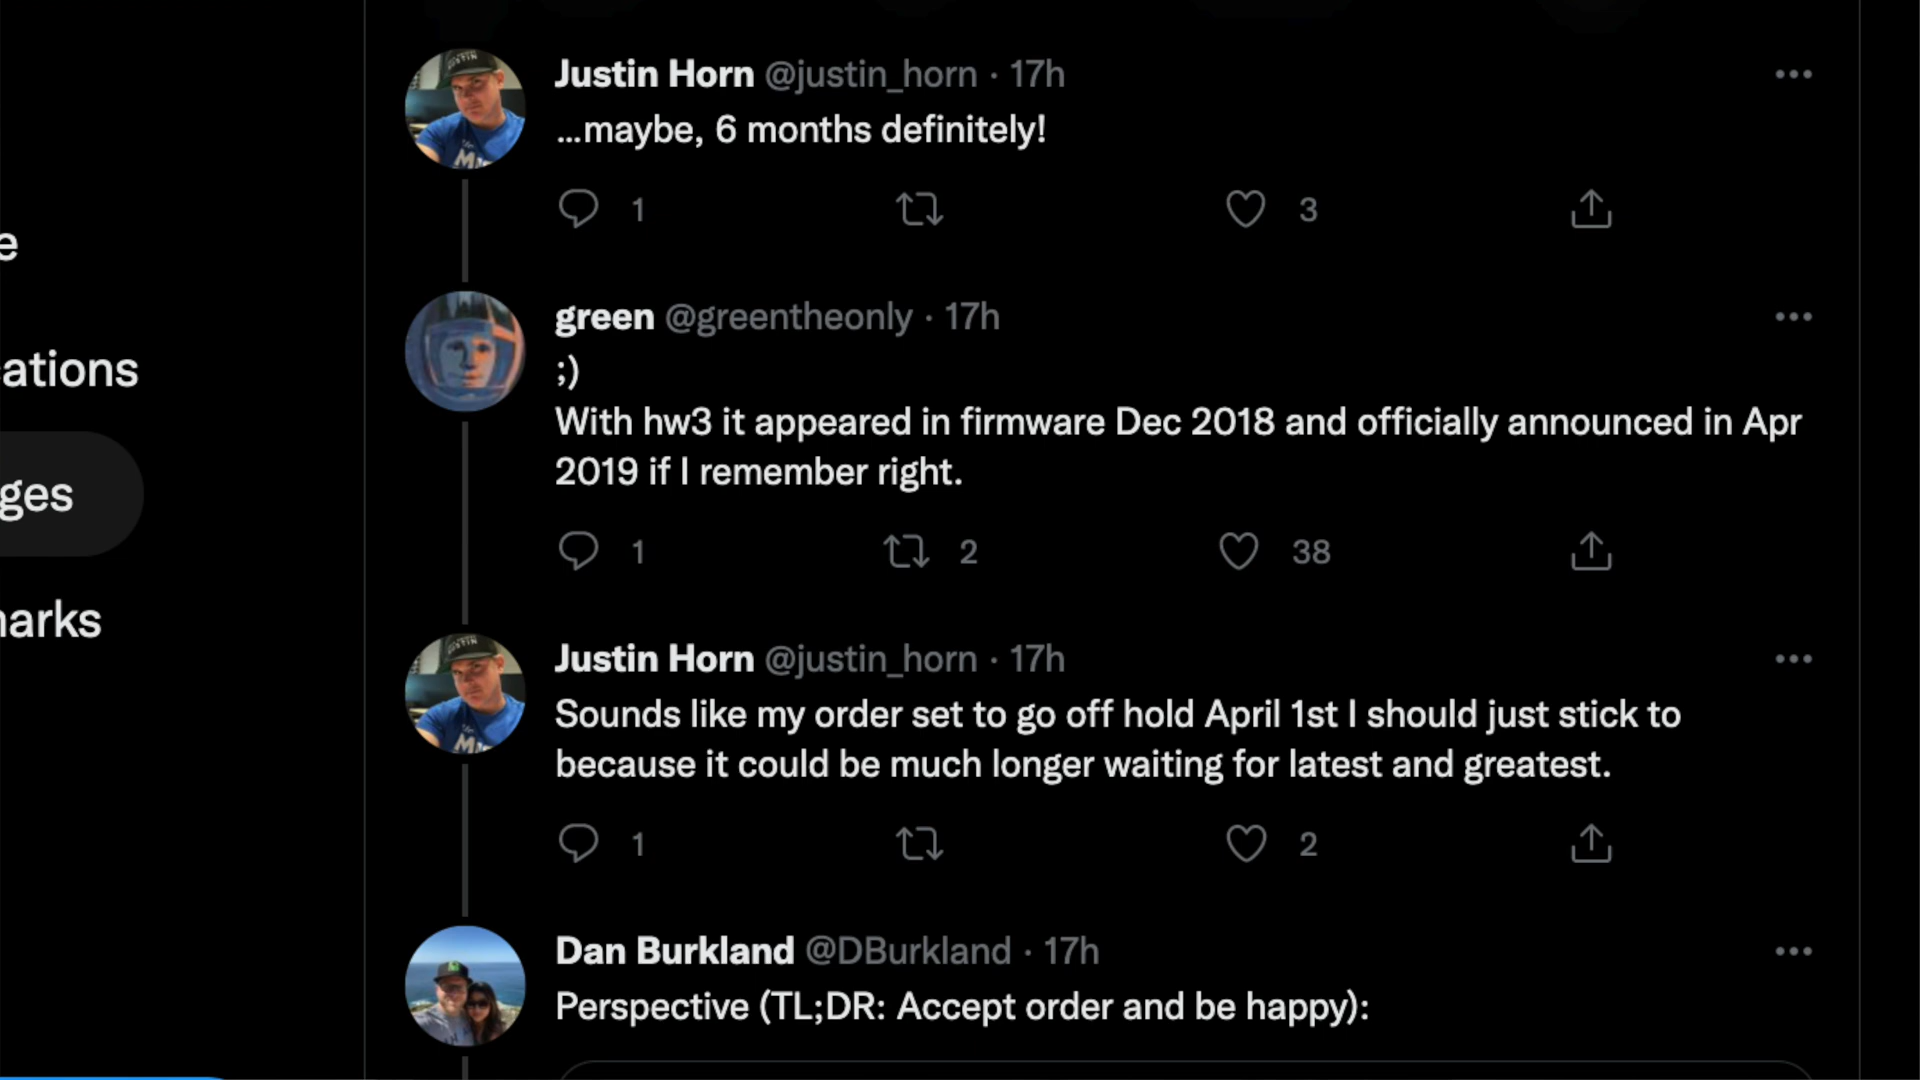 Justin Horn @justin_horn · 17h
...maybe, 6 months definitely!
1
3
e
green @greentheonly · 17h
;)
ations
With hw3 it appeared in firmware Dec 2018 and officially announced in Apr
2019 if I remember right.
ges
1
2
38
arks
Justin Horn @justin_horn · 17h
Sounds like my order set to go off hold April 1st I should just stick to
because it could be much longer waiting for latest and greatest.
1
2
Dan Burkland @DBurkland · 17h
Perspective (TL;DR: Accept order and be happy):